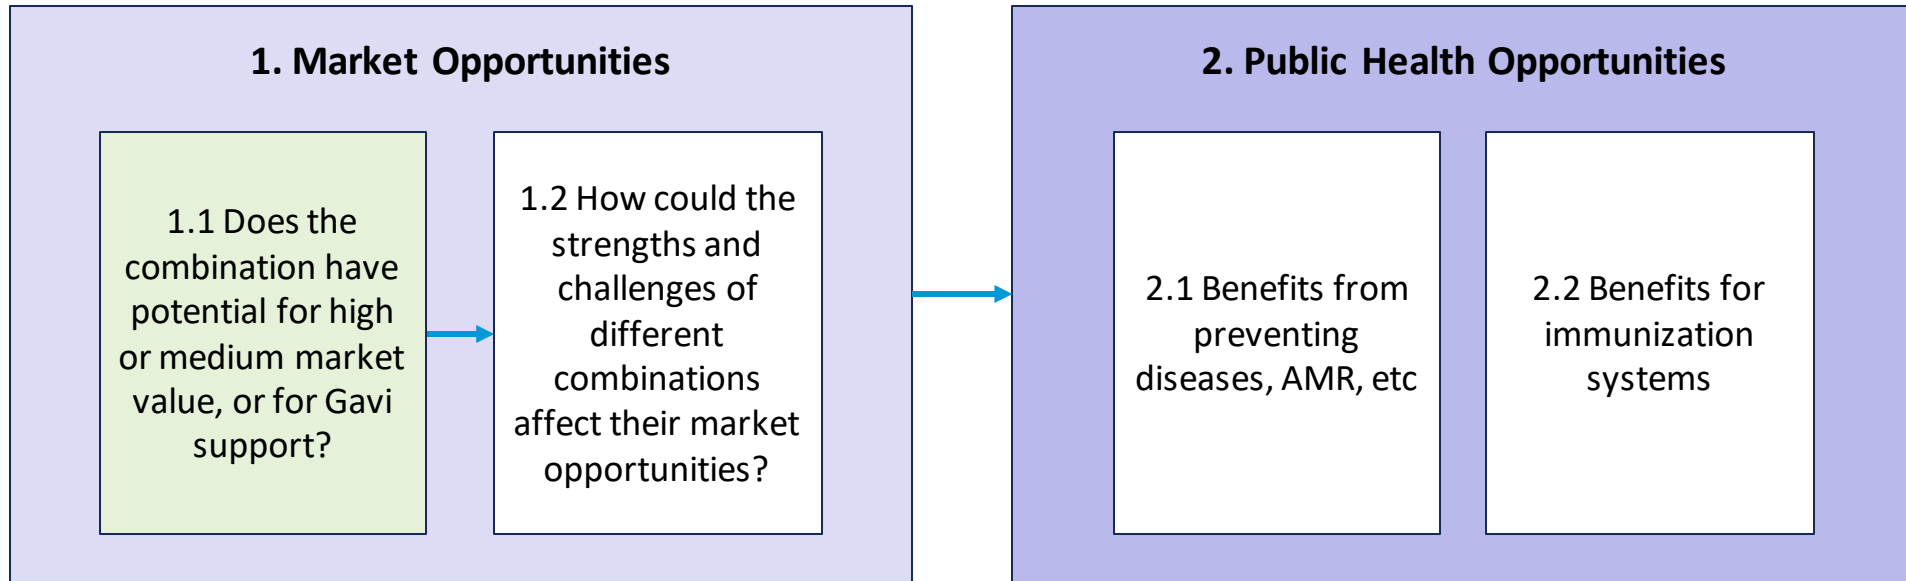 1. Market Opportunities
1.1 Does the
combination have
potential for high
or medium market
value, or for Gavi
support?
1.2 How could the
strengths and
challenges of
different
combinations
affect their market
opportunities?
2. Public Health Opportunities
2.1 Benefits from
preventing
diseases, AMR, etc
2.2 Benefits for
immunization
systems